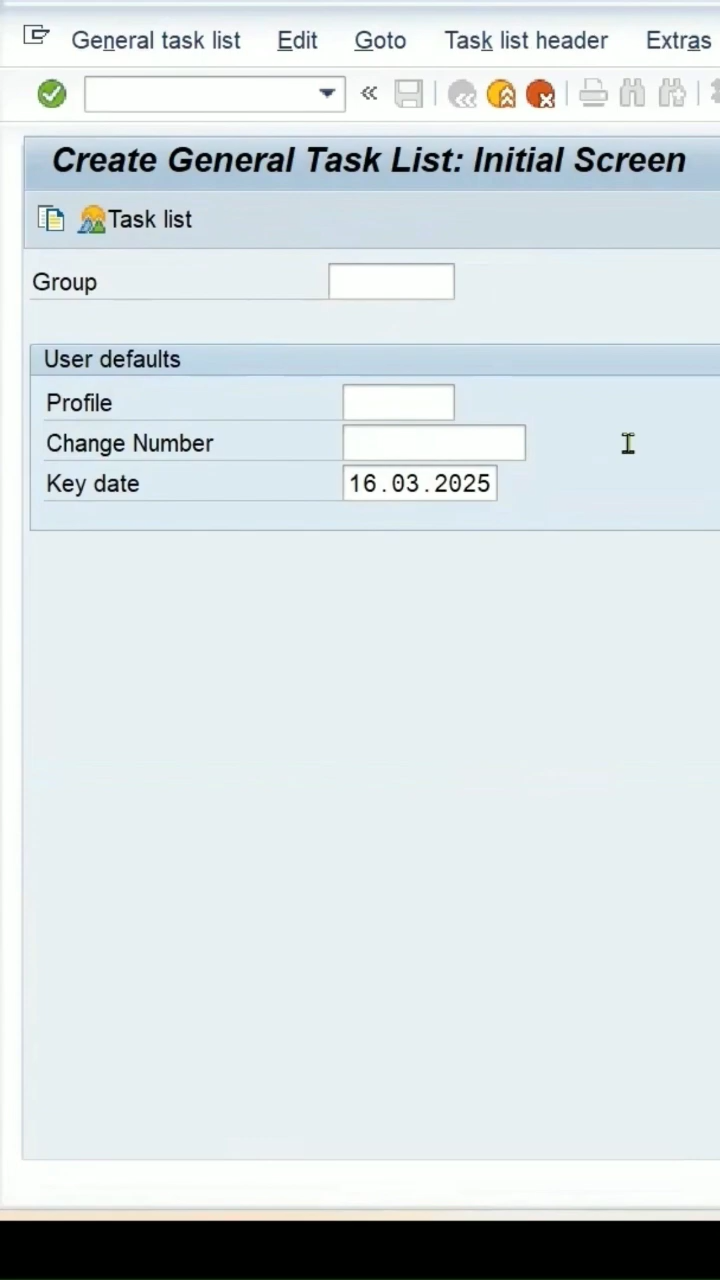 General task list Edit Goto Task list header Extras
Create General Task List: Initial Screen
Task list
Group
User defaults
Profile
Change Number
Key date 16.03.2025